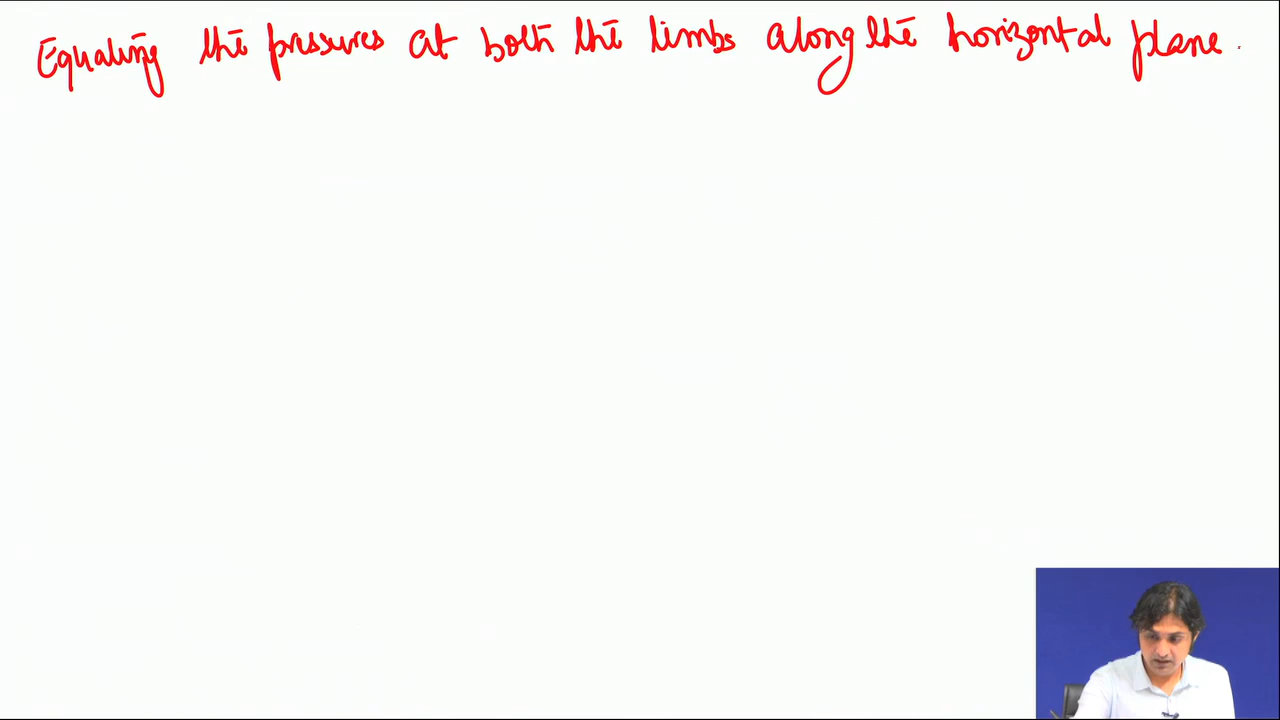 Equating the pressures at both the limbs along the horizontal plane.